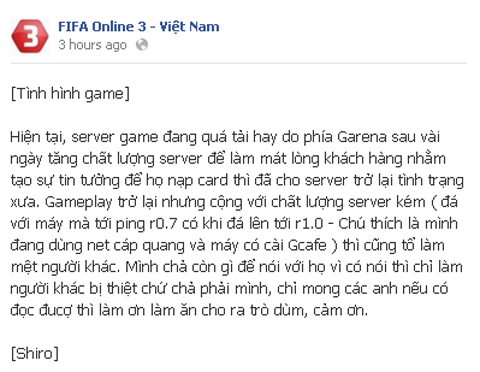 FIFA Online 3 - Việt Nam
3 hours ago
3
[Tình hình game]
Hiện tại, server game đang quá tải hay do phía Garena sau vài
ngày tăng chất lượng server để làm mát lòng khách hàng nhằm
tạo sự tin tưởng để họ nạp card thì đã cho server trở lại tình trạng
xưa. Gameplay trở lại nhưng cộng với chất lượng server kém ( đá
với máy mà tới ping r0.7 có khi đá lên tới r1.0 - Chú thích là mình
đang dùng net cáp quang và máy có cài Gcafe ) thì cũng tổ làm
mệt người khác. Mình chả còn gì để nói với họ vì có nói thì chỉ làm
người khác bị thiệt chứ chả phải mình, chỉ mong các anh nếu có
đọc đucợ thì làm ơn làm ăn cho ra trò dùm, cảm ơn.
[Shiro]